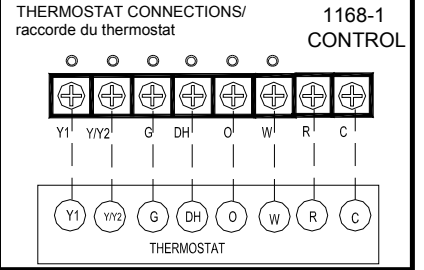 THERMOSTAT CONNECTIONS/
raccorde du thermostat
1168-1
CONTROL
Y1 Y/Y2 G DH O W R C
Y1 Y/Y2 G DH O W R C
THERMOSTAT